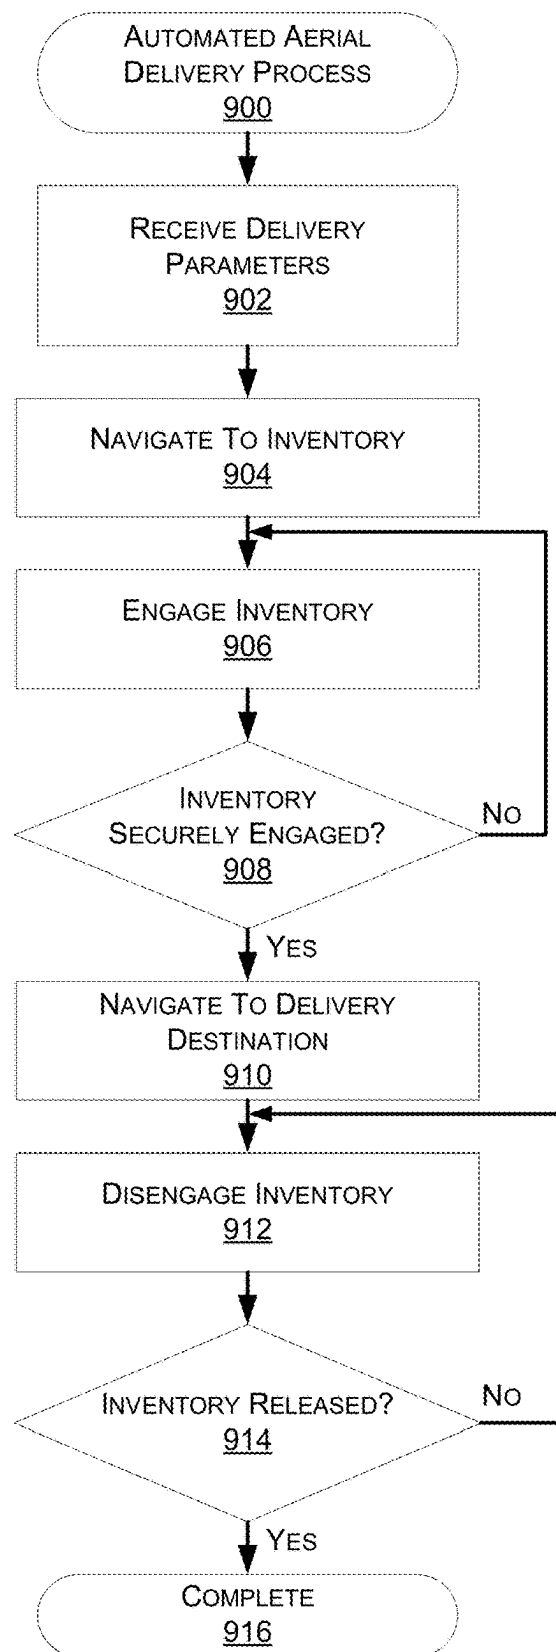 AUTOMATED AERIAL
DELIVERY PROCESS
900
RECEIVE DELIVERY
PARAMETERS
902
NAVIGATE TO INVENTORY
904
ENGAGE INVENTORY
906
INVENTORY
SECURELY ENGAGED?
908
NO
YES
NAVIGATE TO DELIVERY
DESTINATION
910
DISENGAGE INVENTORY
912
INVENTORY RELEASED?
914
NO
YES
COMPLETE
916